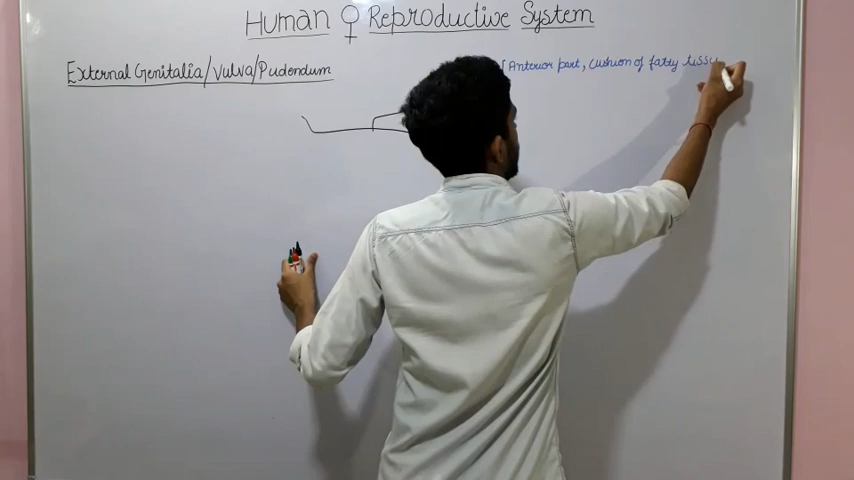 Human ♀ Reproductive System
External Genitalia/Vulva/Pudendum
[Anterior part, cushion of fatty tissu